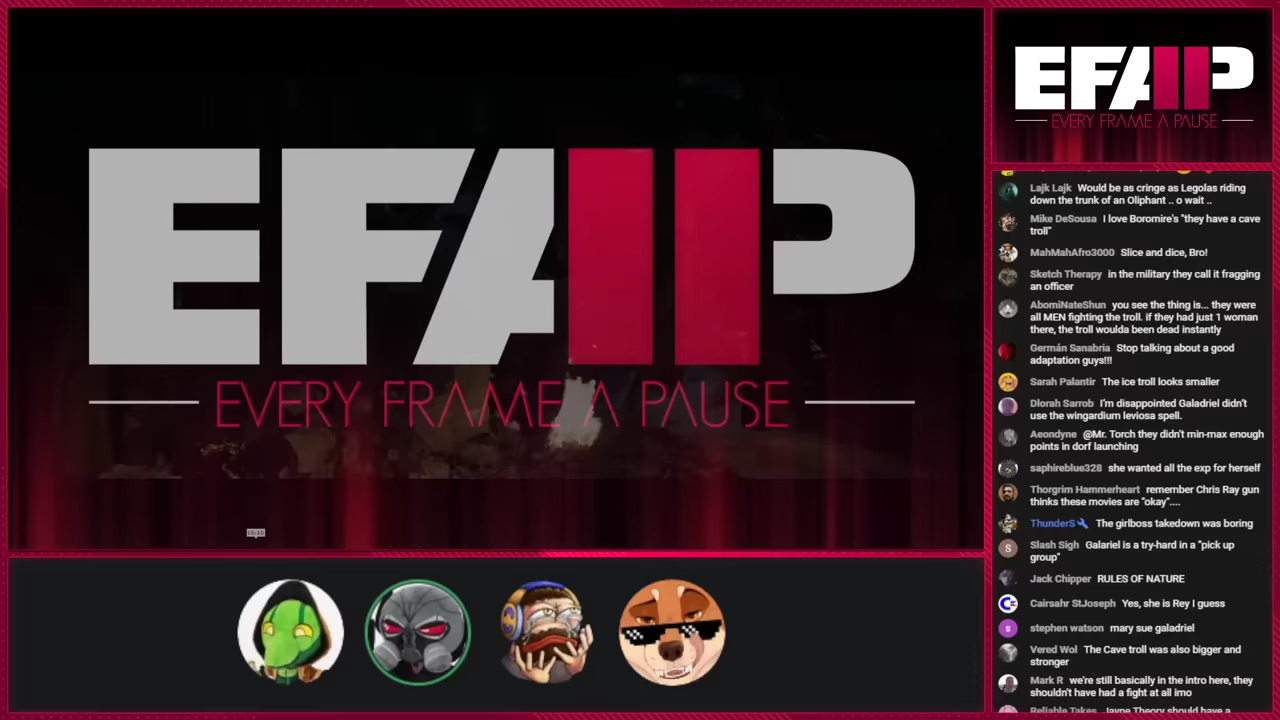 EFAP
EVERY FRAME A PAUSE
EFAP
EVERY FRAME A PAUSE
Lajk Lajk Would be as cringe as Legolas riding
down the trunk of an Oliphant .. o wait ..
Mike DeSousa I love Boromire's "they have a cave
troll"
MahMahAfro3000 Slice and dice, Bro!
Sketch Therapy in the military they call it fragging
an officer
AbomiNateShun you see the thing is... they were
all MEN fighting the troll. if they had just 1 woman
there, the troll woulda been dead instantly
Germán Sanabria Stop talking about a good
adaptation guys!!!
Sarah Palantir The ice troll looks smaller
Dlorah Sarrob I'm disappointed Galadriel didn't
use the wingardium leviosa spell.
Aeondyne @Mr. Torch they didn't min-max enough
points in dorf launching
saphireblue328 she wanted all the exp for herself
Thorgrim Hammerheart remember Chris Ray gun
thinks these movies are "okay"....
ThunderS The girlboss takedown was boring
S
Slash Sigh Galariel is a try-hard in a "pick up
group"
Jack Chipper RULES OF NATURE
Cairsahr StJoseph Yes, she is Rey I guess
s
stephen watson mary sue galadriel
Vered Wol The Cave troll was also bigger and
stronger
Mark R we're still basically in the intro here, they
shouldn't have had a fight at all imo
Reliable Takes Jayne Theory should have a